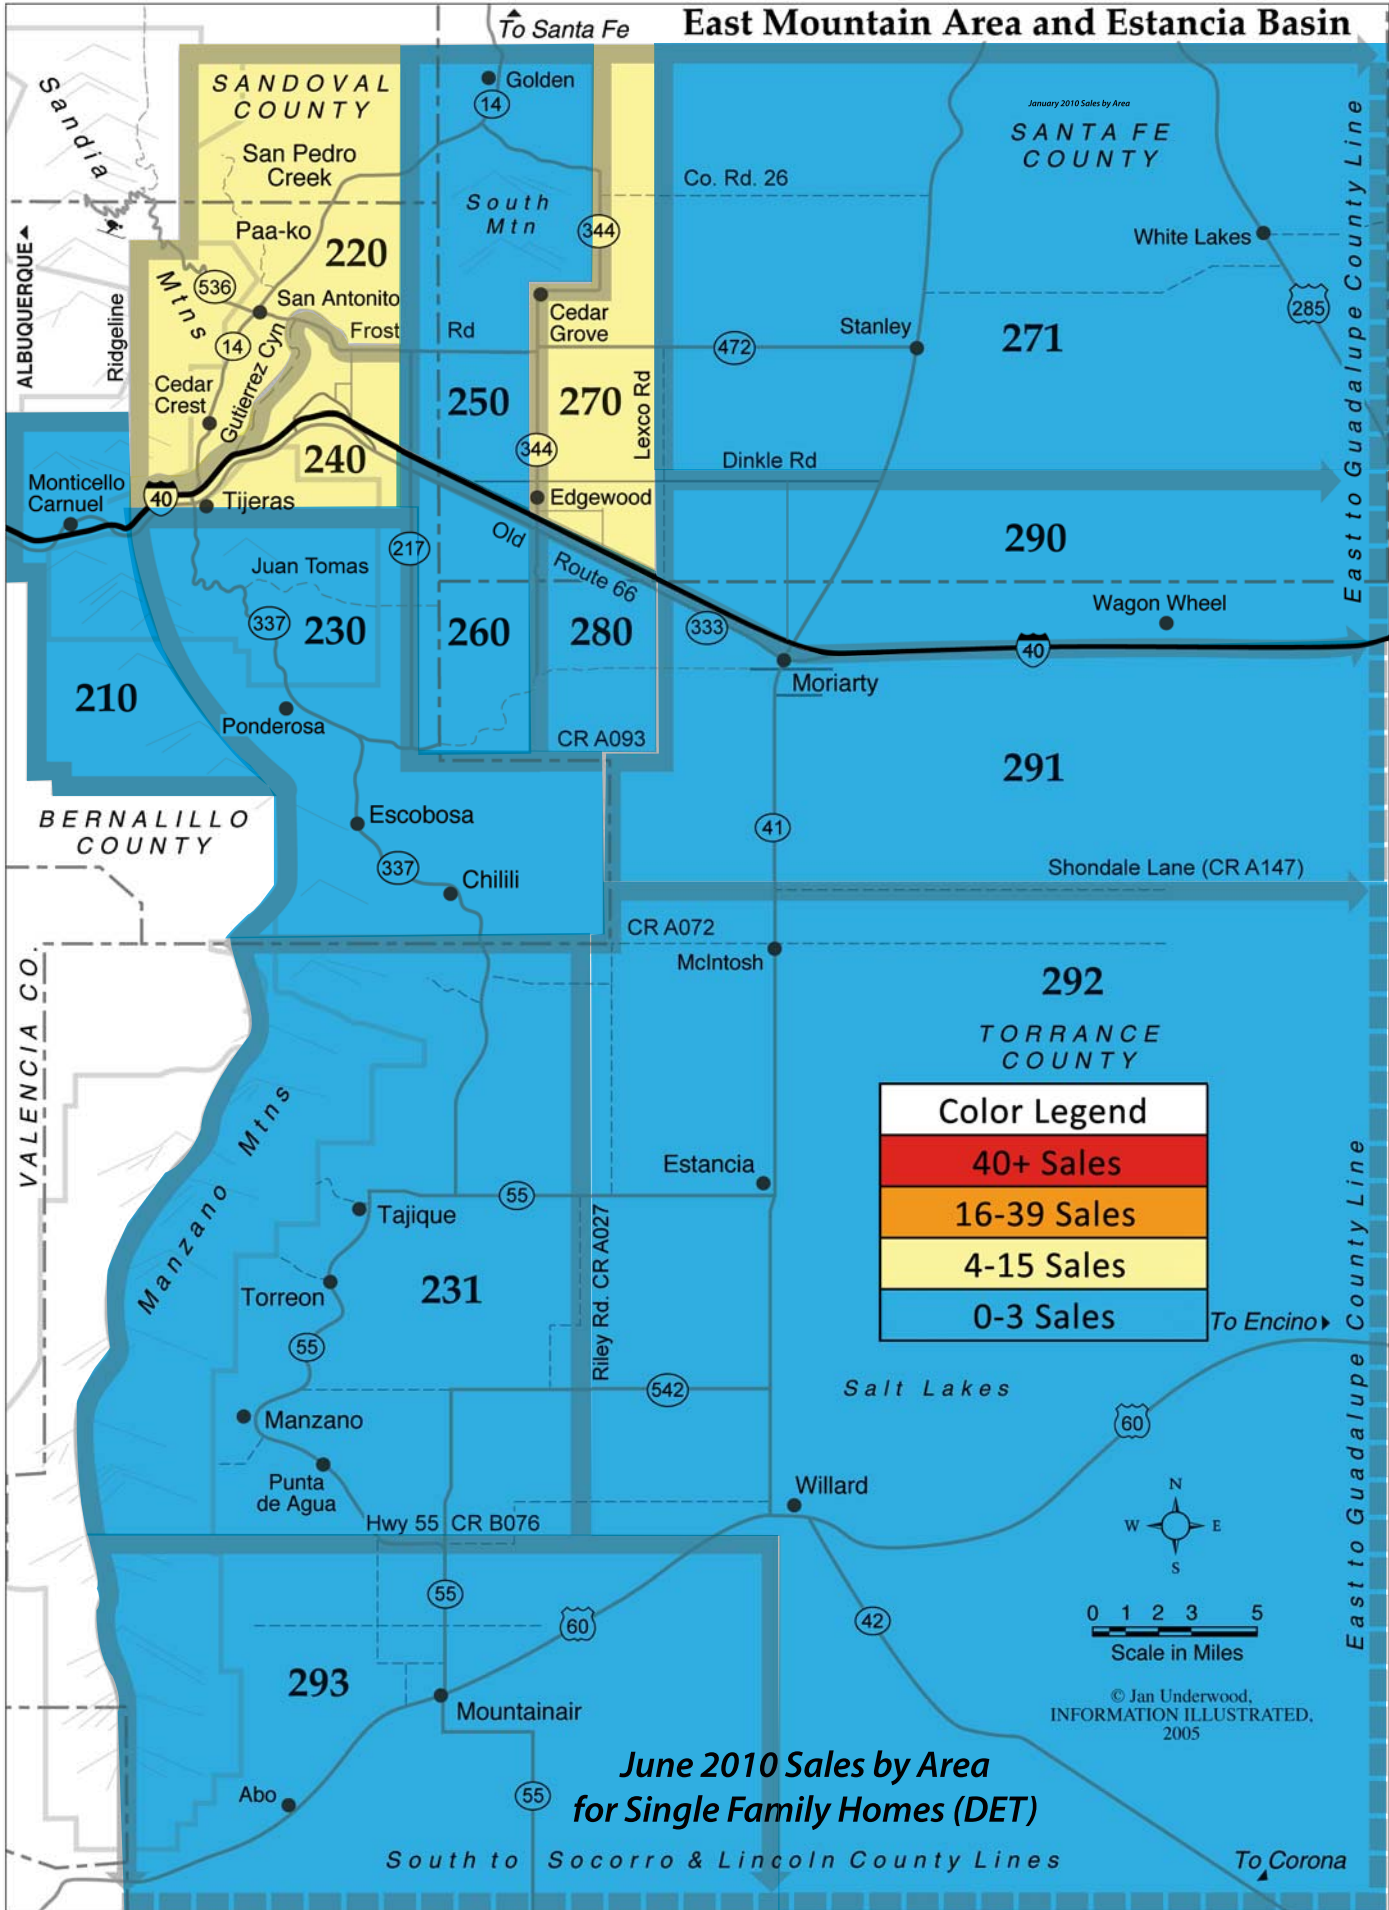 East Mountain Area and Estancia Basin
To Santa Fe
SANDOVAL
COUNTY
Golden
14
January 2010 Sales by Area
SANTA FE
COUNTY
East to Guadalupe County Line
Sandia
Mtns
San Pedro
Creek
Co. Rd. 26
South
Mtn
344
Paa-ko
220
White Lakes
ALBUQUERQUE
Ridgeline
536
San Antonito
Cedar
Grove
285
14
Gutierrez Cyn
Frost
Rd
472
Stanley
271
Cedar
Crest
250
270
Lexco Rd
344
240
Dinkle Rd
Monticello
Carnuel
40
Tijeras
Edgewood
Old
Route 66
290
217
Juan Tomas
Wagon Wheel
337
230
260
280
333
40
Moriarty
210
Ponderosa
CR A093
291
BERNALILLO
COUNTY
Escobosa
41
337
Chilili
Shondale Lane (CR A147)
CR A072
McIntosh
VALENCIA CO.
292
TORRANCE
COUNTY
Manzano Mtns
Color Legend
40+ Sales
16-39 Sales
4-15 Sales
0-3 Sales
Estancia
55
Tajique
Riley Rd. CR A027
East to Guadalupe County Line
Torreon
231
To Encino
55
542
Salt Lakes
60
Manzano
Punta
de Agua
Willard
N
W
E
S
Hwy 55
CR B076
55
60
42
0 1 2 3 5
Scale in Miles
293
Mountainair
© Jan Underwood,
INFORMATION ILLUSTRATED,
2005
June 2010 Sales by Area
for Single Family Homes (DET)
Abo
55
South to Socorro & Lincoln County Lines
To Corona